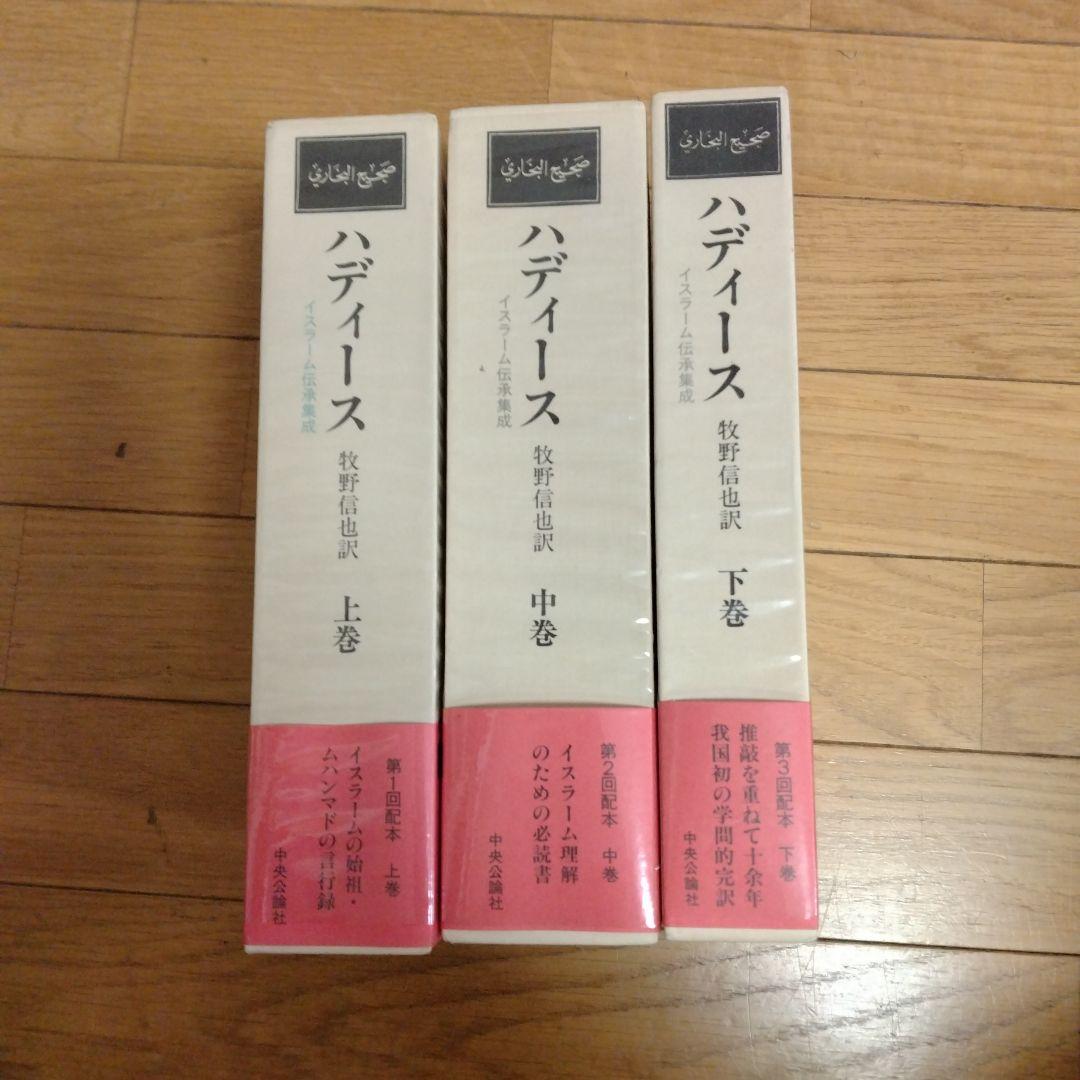 صحيح البخاري
ハディース
イスラーム伝承集成
牧野信也訳
上巻
第1回配本 上巻
イスラームの始祖・
ムハンマドの言行録
中央公論社
صحيح البخاري
ハディース
イスラーム伝承集成
牧野信也訳
中巻
第2回配本 中巻
イスラーム理解
のための必読書
中央公論社
صحيح البخاري
ハディース
イスラーム伝承集成
牧野信也訳
下巻
第3回配本 下巻
推敲を重ねて十余年
我国初の学問的完訳
中央公論社